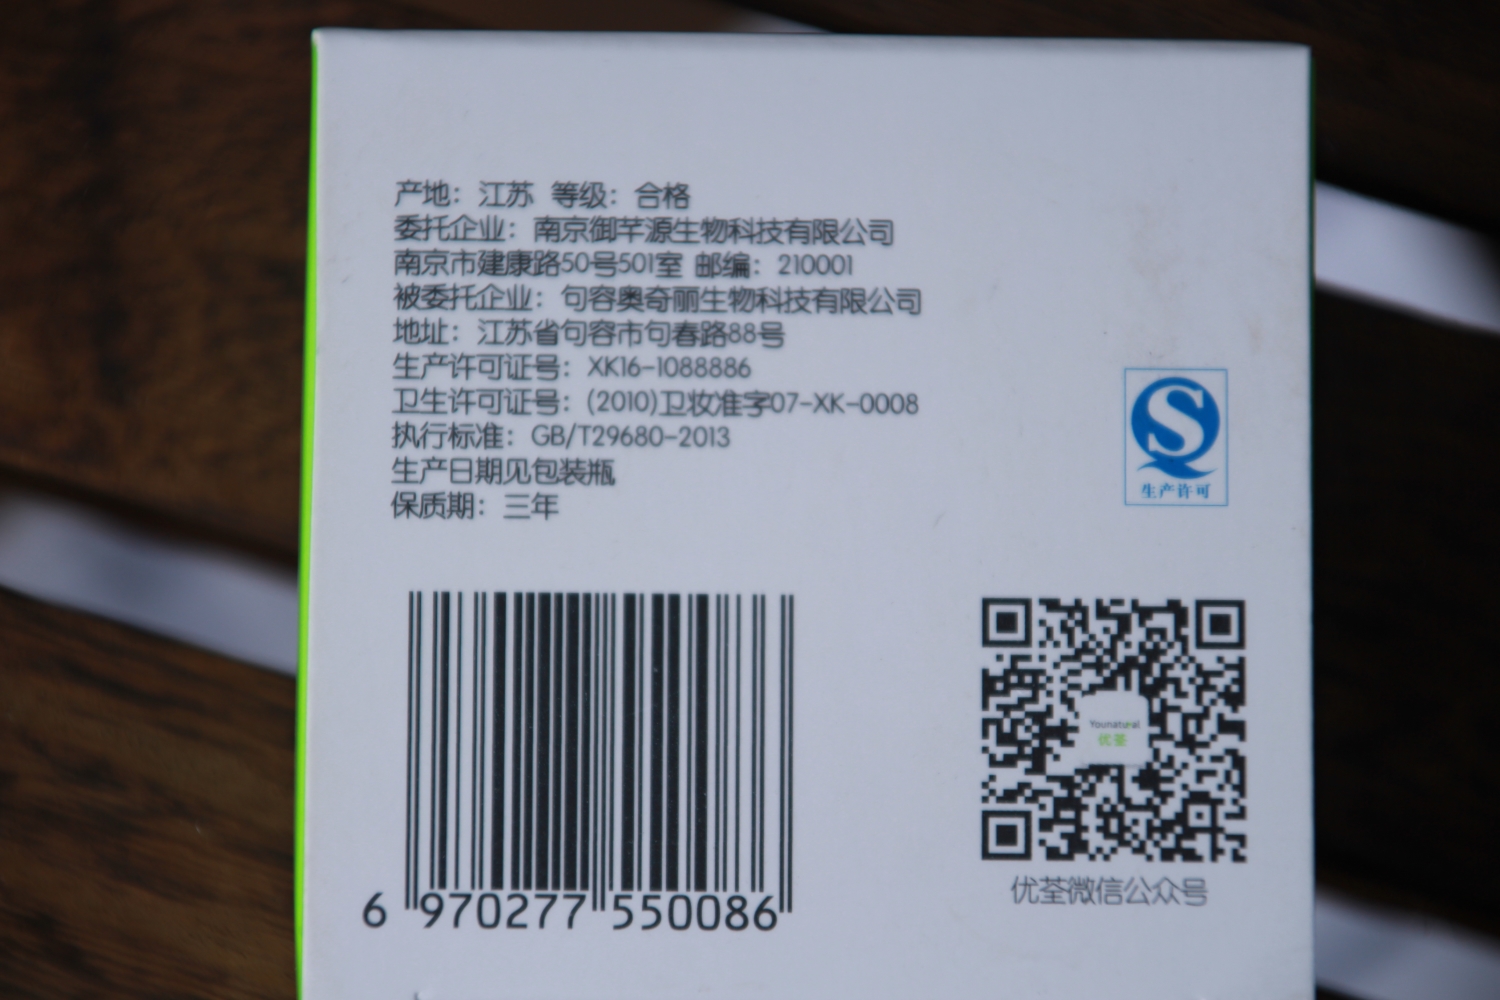 产地：江苏 等级：合格
委托企业：南京御芊源生物科技有限公司
南京市建康路50号501室 邮编：210001
被委托企业：句容奥奇丽生物科技有限公司
地址：江苏省句容市句春路88号
生产许可证号：XK16-1088886
卫生许可证号：(2010)卫妆准字07-XK-0008
执行标准：GB/T29680-2013
生产日期见包装瓶
保质期：三年
生产许可
6 970277 550086
Younatural
优荃
优荃微信公众号